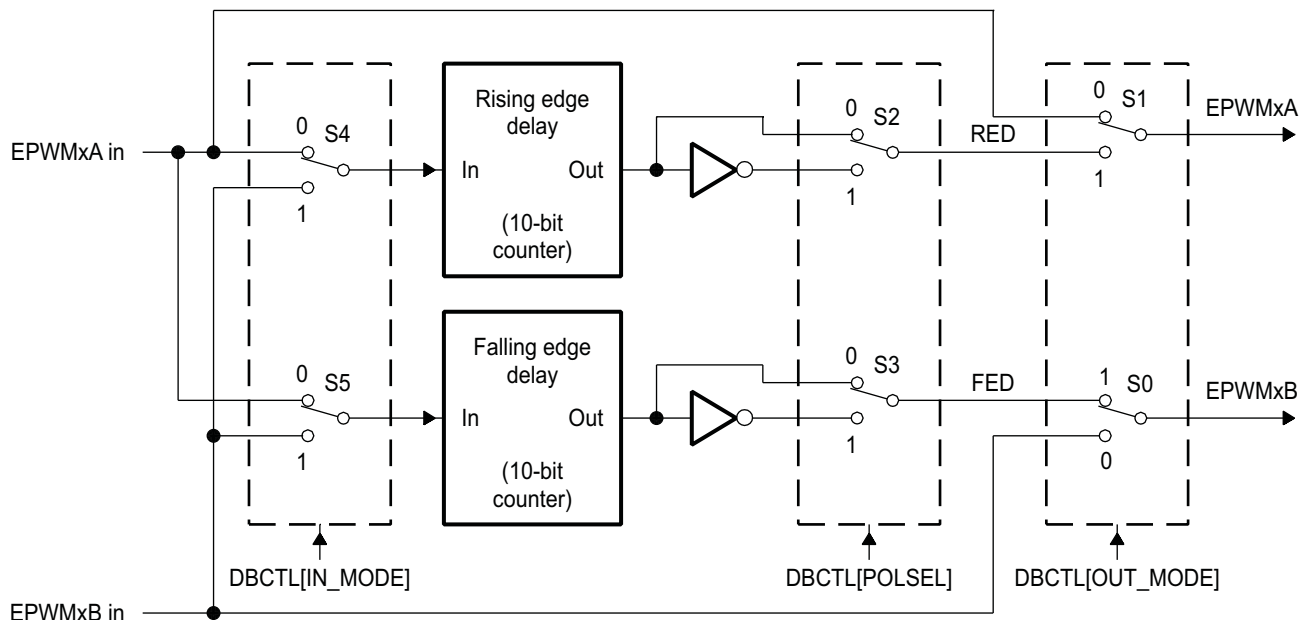 0
S4
EPWMxA in
1
Rising edge
delay
In
Out
(10-bit
counter)
0
S2
1
RED
0
S1
EPWMxA
1
0
S5
1
Falling edge
delay
In
Out
(10-bit
counter)
0
S3
1
FED
1
S0
EPWMxB
0
DBCTL[IN_MODE]
DBCTL[POLSEL]
DBCTL[OUT_MODE]
EPWMxB in